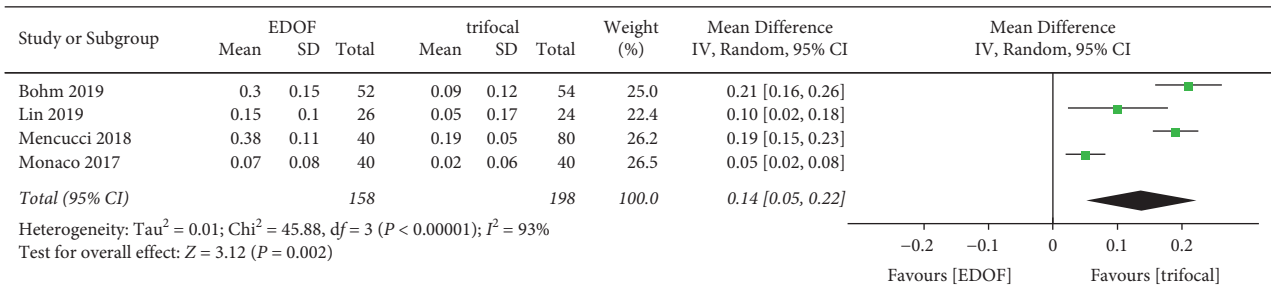 EDOF trifocal Weight Mean Difference Mean Difference
Study or Subgroup Mean SD Total Mean SD Total (%) IV, Random, 95% CI IV, Random, 95% CI
Bohm 2019 0.3 0.15 52 0.09 0.12 54 25.0 0.21 [0.16, 0.26]
Lin 2019 0.15 0.1 26 0.05 0.17 24 22.4 0.10 [0.02, 0.18]
Mencucci 2018 0.38 0.11 40 0.19 0.05 80 26.2 0.19 [0.15, 0.23]
Monaco 2017 0.07 0.08 40 0.02 0.06 40 26.5 0.05 [0.02, 0.08]
Total (95% CI) 158 198 100.0 0.14 [0.05, 0.22]
Heterogeneity: Tau² = 0.01; Chi² = 45.88, df = 3 (P < 0.00001); I² = 93%
Test for overall effect: Z = 3.12 (P = 0.002)
−0.2 −0.1 0 0.1 0.2
Favours [EDOF] Favours [trifocal]